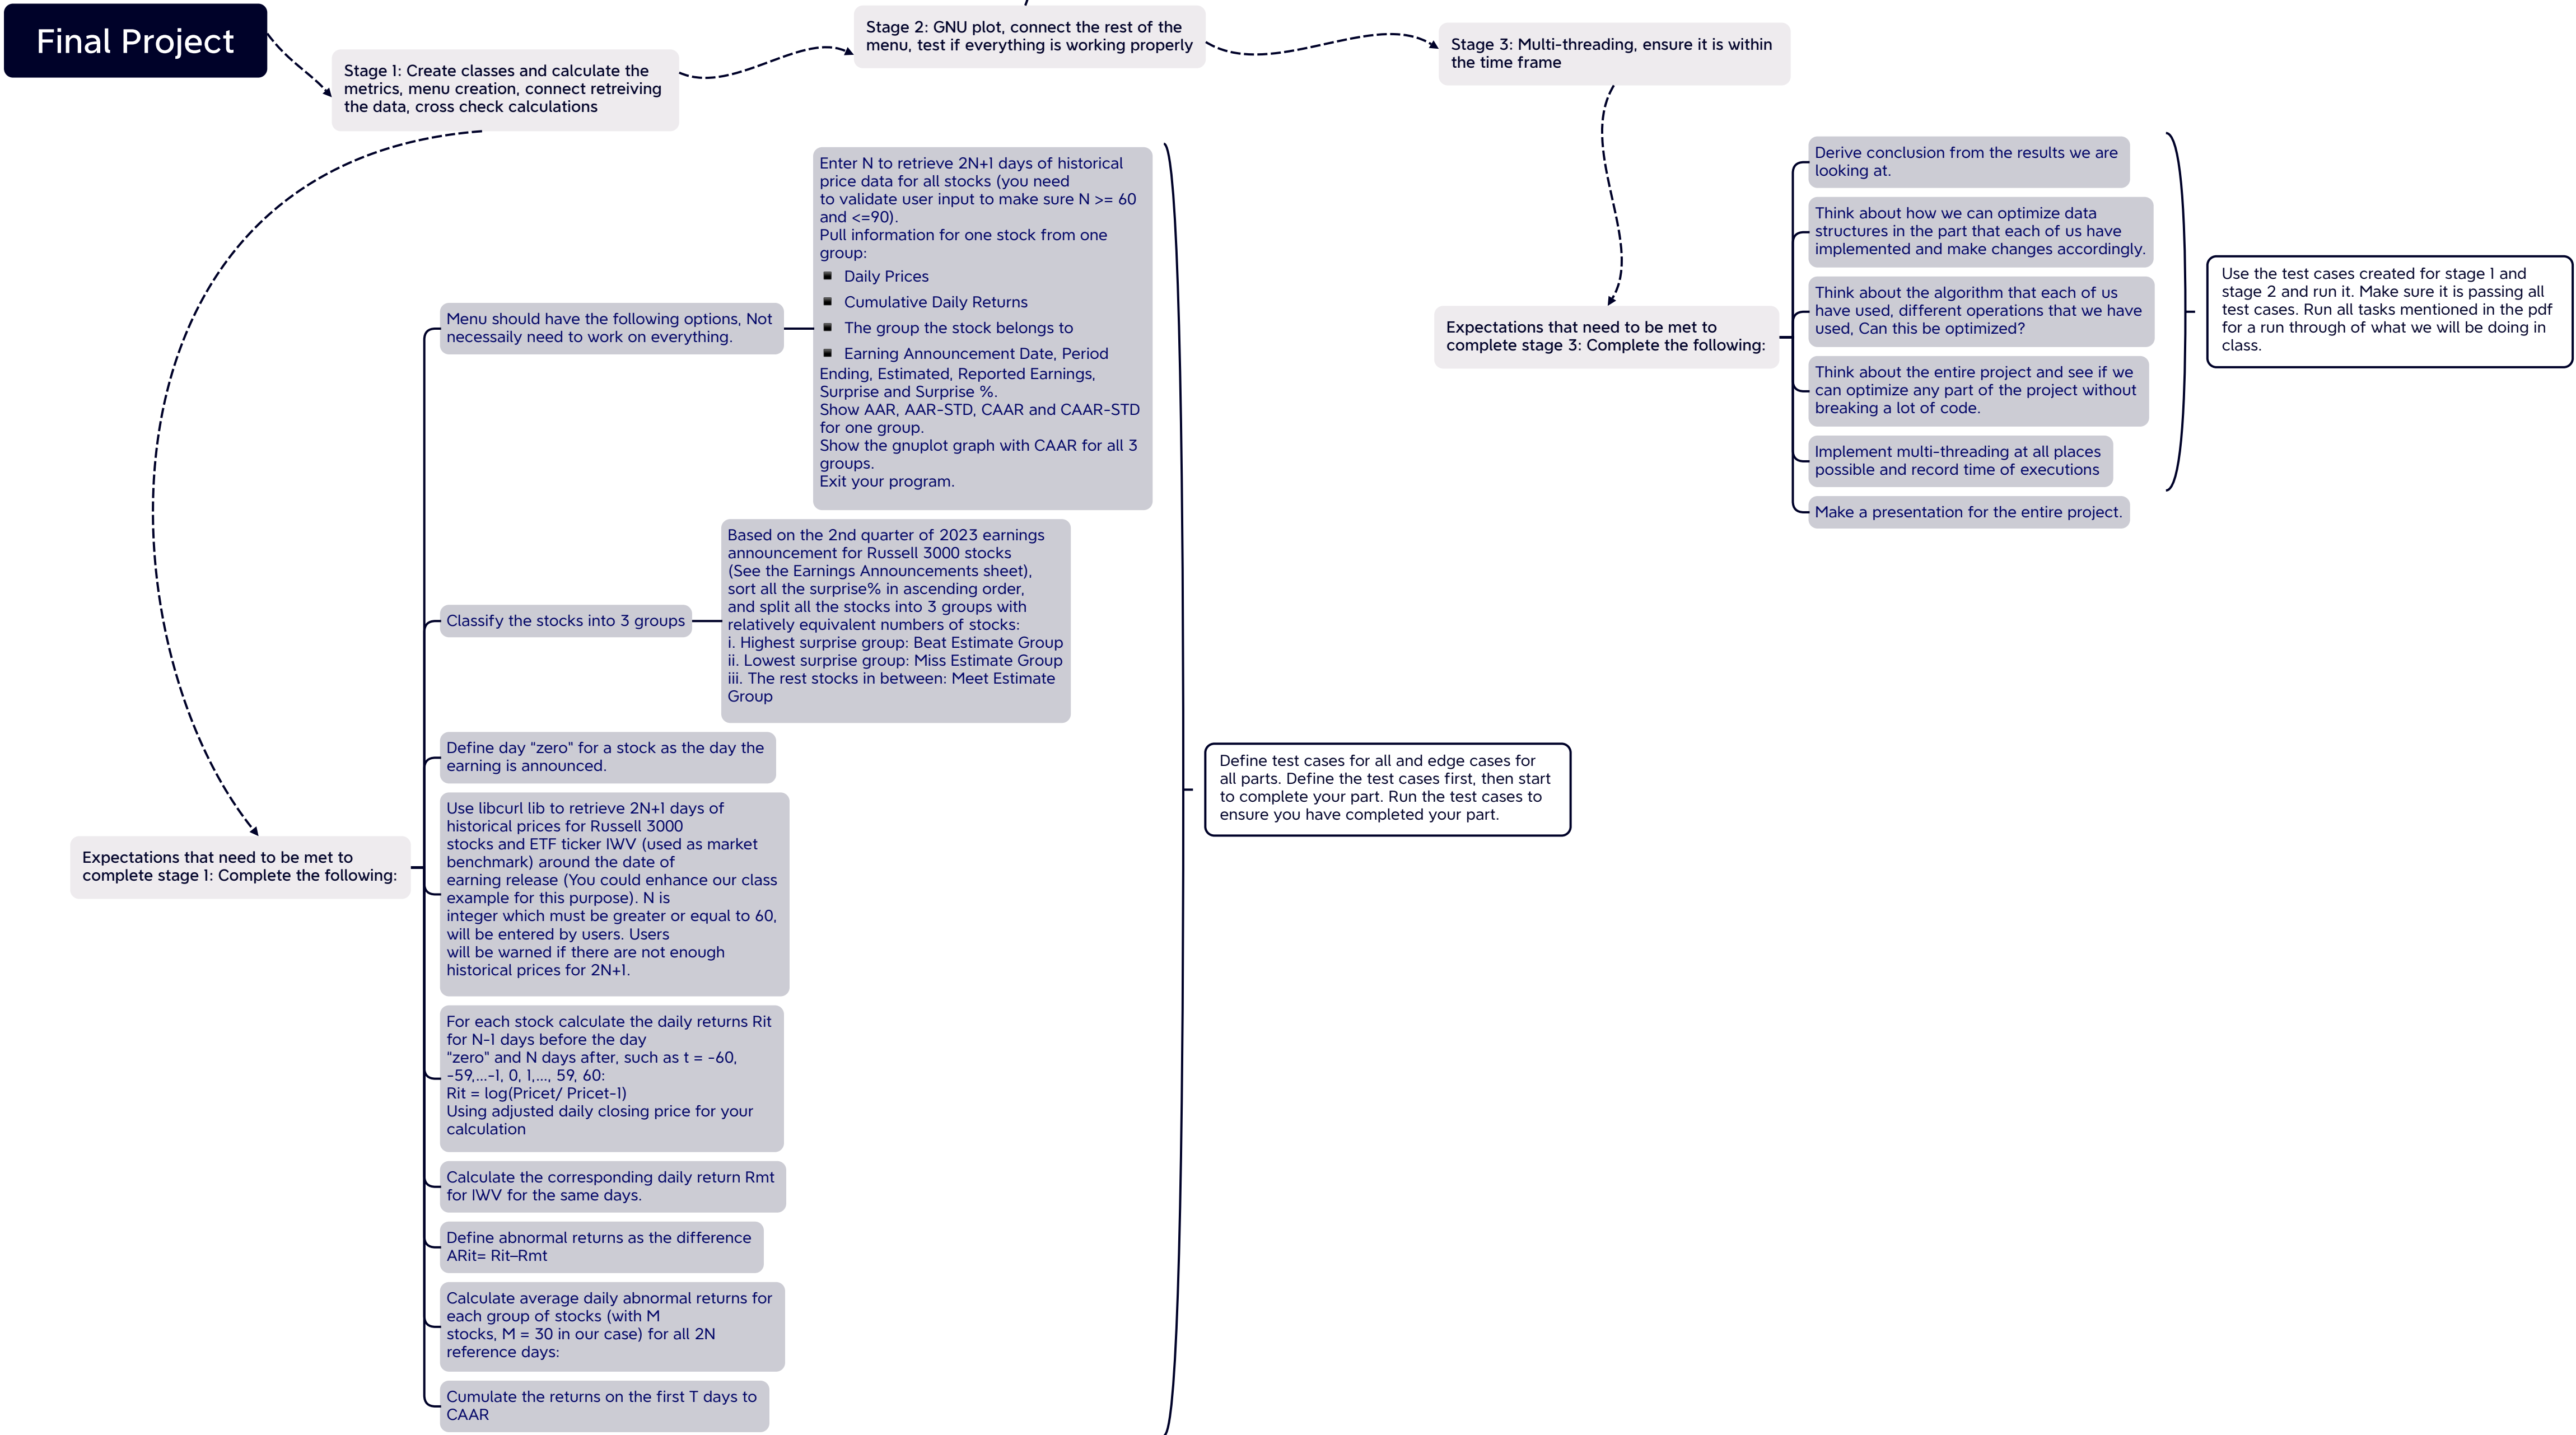 Final Project
Stage 1: Create classes and calculate the
metrics, menu creation, connect retreiving
the data, cross check calculations
Stage 2: GNU plot, connect the rest of the
menu, test if everything is working properly
Stage 3: Multi-threading, ensure it is within
the time frame
Expectations that need to be met to
complete stage 1: Complete the following:
Menu should have the following options, Not
necessaily need to work on everything.
Enter N to retrieve 2N+1 days of historical
price data for all stocks (you need
to validate user input to make sure N >= 60
and <=90).
Pull information for one stock from one
group:
▪ Daily Prices
▪ Cumulative Daily Returns
▪ The group the stock belongs to
▪ Earning Announcement Date, Period
Ending, Estimated, Reported Earnings,
Surprise and Surprise %.
Show AAR, AAR-STD, CAAR and CAAR-STD
for one group.
Show the gnuplot graph with CAAR for all 3
groups.
Exit your program.
Classify the stocks into 3 groups
Based on the 2nd quarter of 2023 earnings
announcement for Russell 3000 stocks
(See the Earnings Announcements sheet),
sort all the surprise% in ascending order,
and split all the stocks into 3 groups with
relatively equivalent numbers of stocks:
i. Highest surprise group: Beat Estimate Group
ii. Lowest surprise group: Miss Estimate Group
iii. The rest stocks in between: Meet Estimate
Group
Define day “zero” for a stock as the day the
earning is announced.
Use libcurl lib to retrieve 2N+1 days of
historical prices for Russell 3000
stocks and ETF ticker IWV (used as market
benchmark) around the date of
earning release (You could enhance our class
example for this purpose). N is
integer which must be greater or equal to 60,
will be entered by users. Users
will be warned if there are not enough
historical prices for 2N+1.
For each stock calculate the daily returns Rit
for N-1 days before the day
“zero” and N days after, such as t = -60,
-59,...-1, 0, 1,..., 59, 60:
Rit = log(Pricet/ Pricet-1)
Using adjusted daily closing price for your
calculation
Calculate the corresponding daily return Rmt
for IWV for the same days.
Define abnormal returns as the difference
ARit= Rit–Rmt
Calculate average daily abnormal returns for
each group of stocks (with M
stocks, M = 30 in our case) for all 2N
reference days:
Cumulate the returns on the first T days to
CAAR
Define test cases for all and edge cases for
all parts. Define the test cases first, then start
to complete your part. Run the test cases to
ensure you have completed your part.
Expectations that need to be met to
complete stage 3: Complete the following:
Derive conclusion from the results we are
looking at.
Think about how we can optimize data
structures in the part that each of us have
implemented and make changes accordingly.
Think about the algorithm that each of us
have used, different operations that we have
used, Can this be optimized?
Think about the entire project and see if we
can optimize any part of the project without
breaking a lot of code.
Implement multi-threading at all places
possible and record time of executions
Make a presentation for the entire project.
Use the test cases created for stage 1 and
stage 2 and run it. Make sure it is passing all
test cases. Run all tasks mentioned in the pdf
for a run through of what we will be doing in
class.